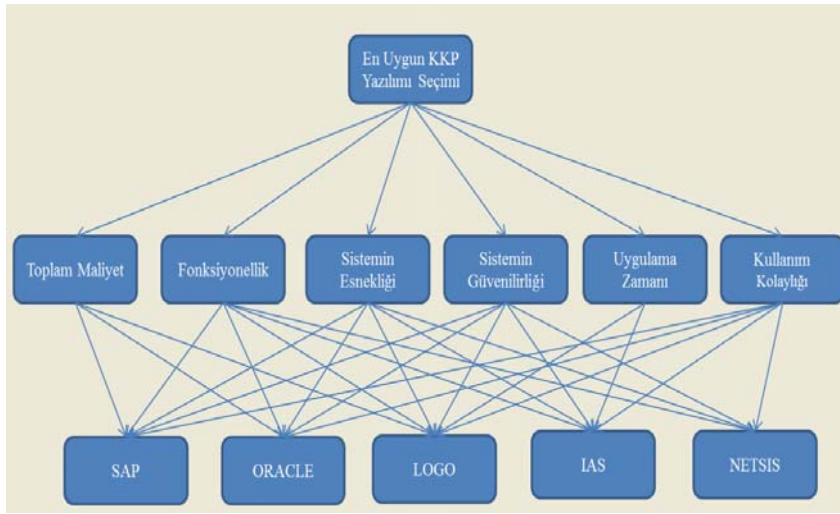 En Uygun KKP
Yazılımı Seçimi
Toplam Maliyet
Fonksiyonellik
Sistemin
Esnekliği
Sistemin
Güvenilirliği
Uygulama
Zamanı
Kullanım
Kolaylığı
SAP
ORACLE
LOGO
IAS
NETSIS